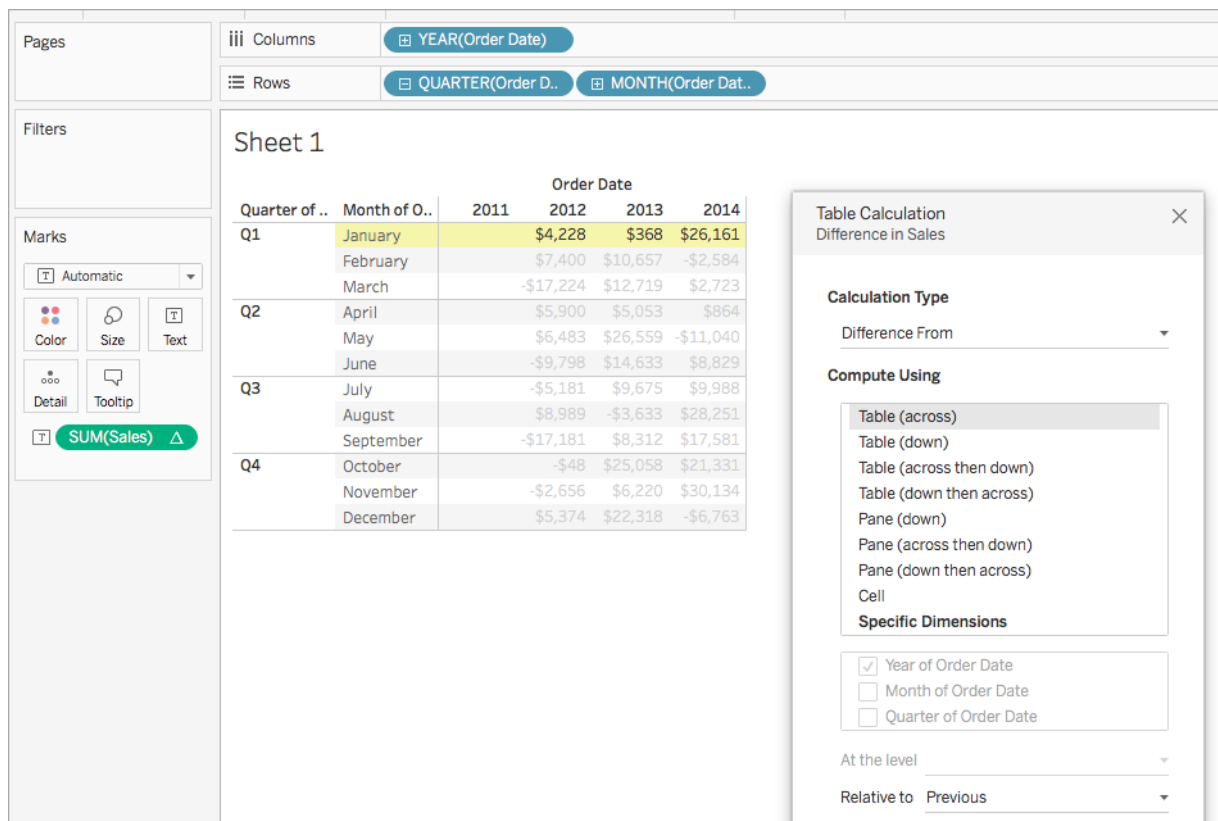 Pages
Columns
YEAR(Order Date)
Rows
QUARTER(Order D.. MONTH(Order Dat..
Filters
Sheet 1
Order Date
Quarter of .. Month of O.. 2011 2012 2013 2014
Q1 January $4,228 $368 $26,161
February $7,400 $10,657 -$2,584
March -$17,224 $12,719 $2,723
Q2 April $5,900 $5,053 $864
May $6,483 $26,559 -$11,040
June -$9,798 $14,633 $8,829
Q3 July -$5,181 $9,675 $9,988
August $8,989 -$3,633 $28,251
September -$17,181 $8,312 $17,581
Q4 October -$48 $25,058 $21,331
November -$2,656 $6,220 $30,134
December $5,374 $22,318 -$6,763
Marks
T Automatic
Color Size T Text
Detail Tooltip
T SUM(Sales) Δ
Table Calculation
Difference in Sales
Calculation Type
Difference From
Compute Using
Table (across)
Table (down)
Table (across then down)
Table (down then across)
Pane (down)
Pane (across then down)
Pane (down then across)
Cell
Specific Dimensions
Year of Order Date
Month of Order Date
Quarter of Order Date
At the level
Relative to Previous